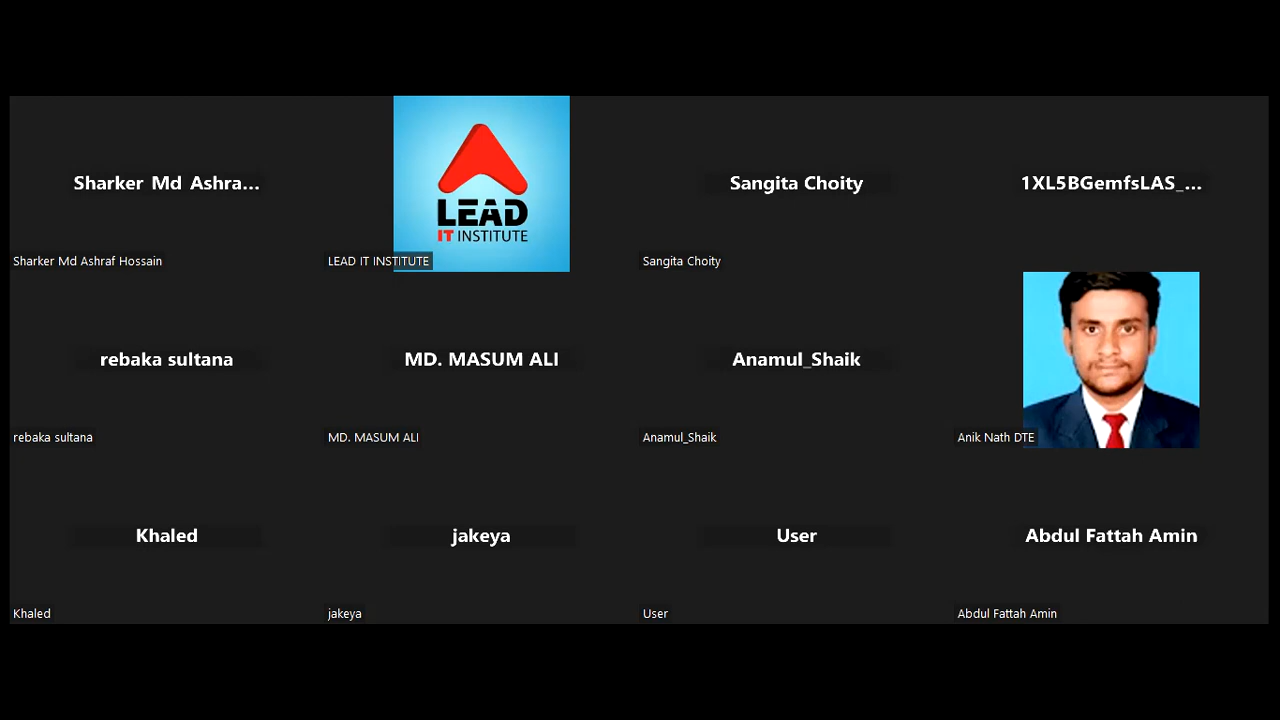 Sharker Md Ashra...
Sharker Md Ashraf Hossain
LEAD
IT INSTITUTE
LEAD IT INSTITUTE
Sangita Choity
Sangita Choity
1XL5BGemfsLAS_...
rebaka sultana
rebaka sultana
MD. MASUM ALI
MD. MASUM ALI
Anamul_Shaik
Anamul_Shaik
Anik Nath DTE
Khaled
Khaled
jakeya
jakeya
User
User
Abdul Fattah Amin
Abdul Fattah Amin